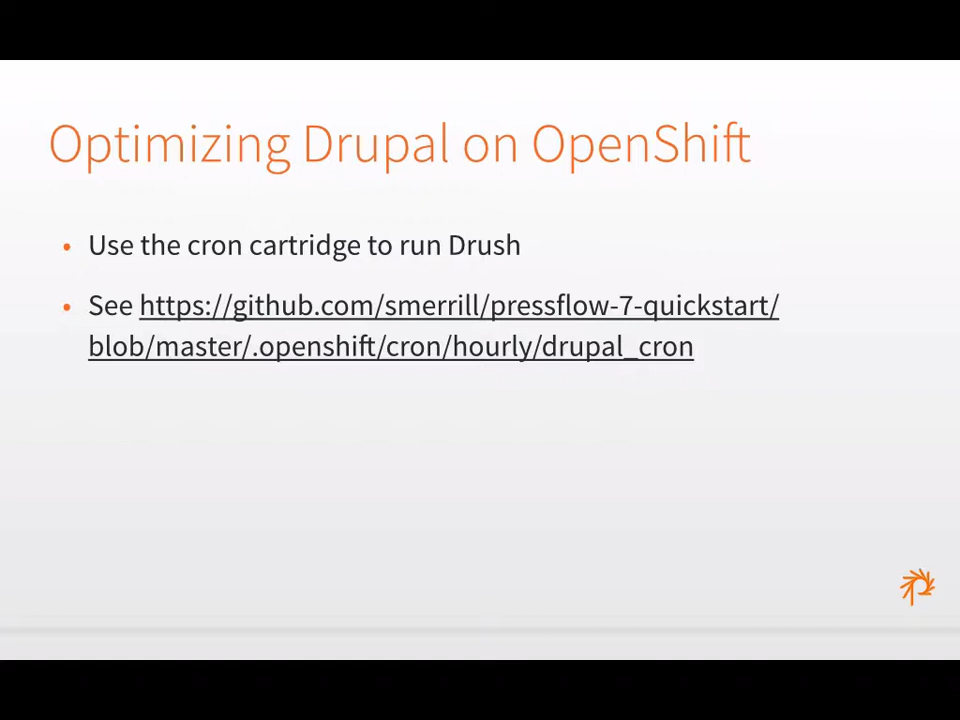 Optimizing Drupal on OpenShift
• Use the cron cartridge to run Drush
• See https://github.com/smerrill/pressflow-7-quickstart/
blob/master/.openshift/cron/hourly/drupal_cron